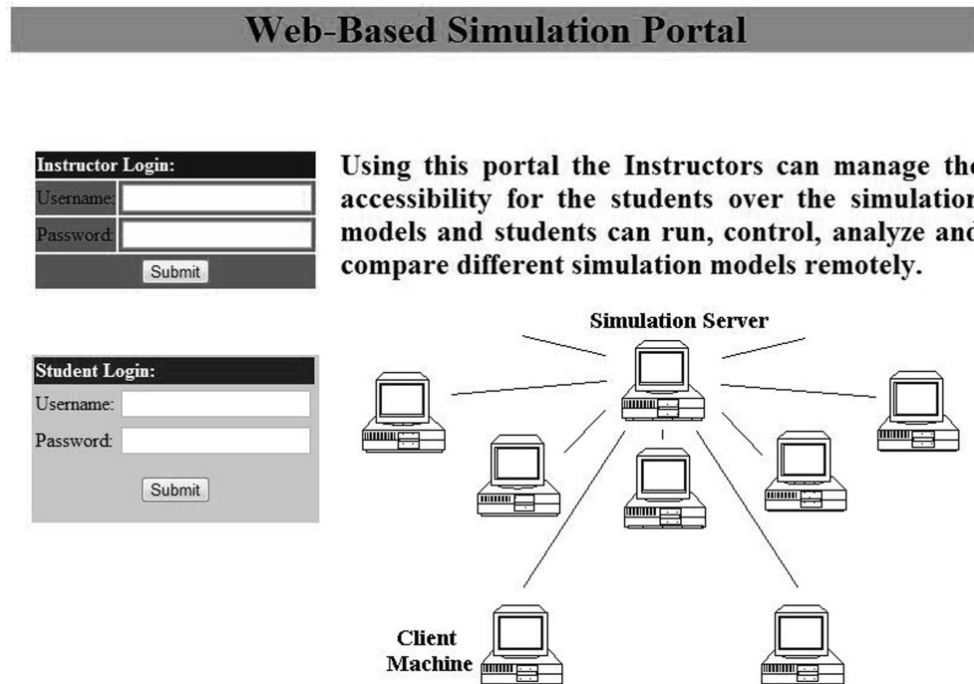 Web-Based Simulation Portal
Instructor Login:
Username:
Password:
Submit
Using this portal the Instructors can manage the
accessibility for the students over the simulation
models and students can run, control, analyze and
compare different simulation models remotely.
Student Login:
Username:
Password:
Submit
Simulation Server
Client
Machine